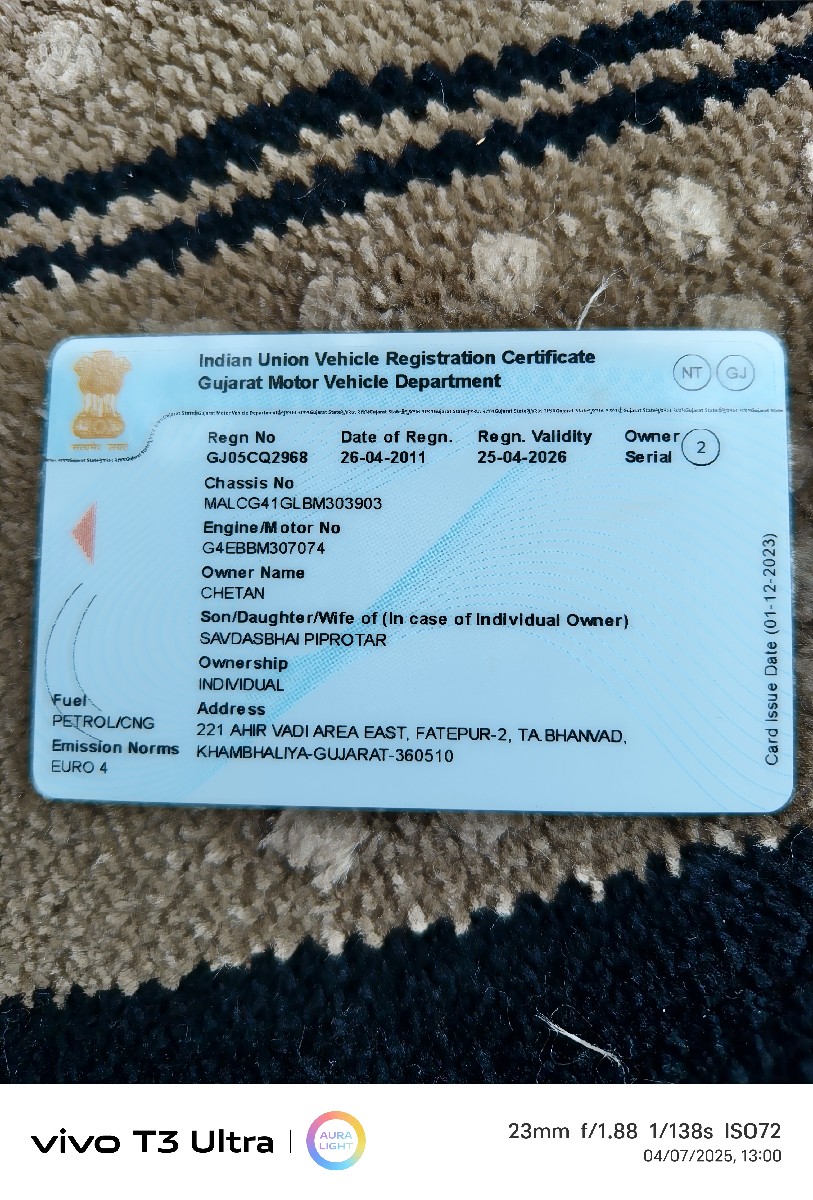 Indian Union Vehicle Registration Certificate
Gujarat Motor Vehicle Department
NT GJ
Regn No Date of Regn. Regn. Validity Owner Serial 2
GJ05CQ2968 26-04-2011 25-04-2026
Chassis No
MALCG41GLBM303903
Engine/Motor No
G4EBBM307074
Owner Name
CHETAN
Son/Daughter/Wife of (In case of Individual Owner)
SAVDASBHAI PIPROTAR
Ownership
INDIVIDUAL
Address
221 AHIR VADI AREA EAST, FATEPUR-2, TA.BHANVAD,
KHAMBHALIYA-GUJARAT-360510
Fuel
PETROL/CNG
Emission Norms
EURO 4
Card Issue Date (01-12-2023)
vivo T3 Ultra | AURA LIGHT
23mm f/1.88 1/138s ISO72
04/07/2025, 13:00